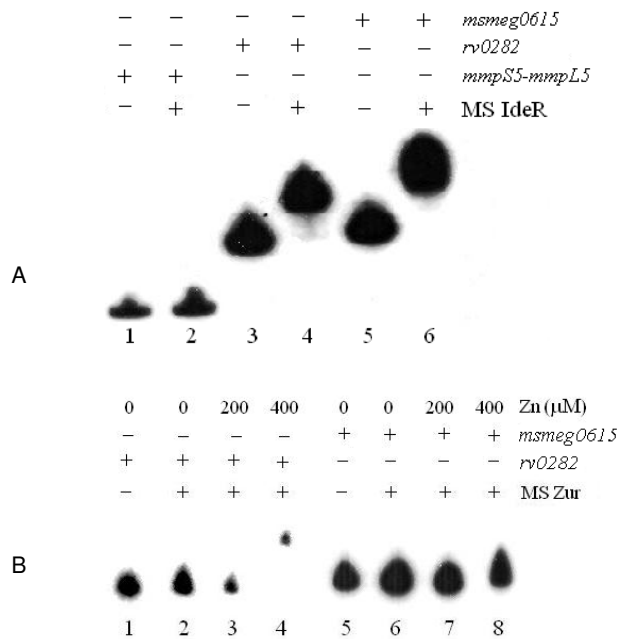 − − − − + + msmeg0615
− − + + − − rv0282
+ + − − − − mmpS5-mmpL5
− + − + − + MS IdeR
A
1 2 3 4 5 6
0 0 200 400 0 0 200 400 Zn (μM)
− − − − + + + + msmeg0615
+ + + + − − − − rv0282
− + + + − + + + MS Zur
B
1 2 3 4 5 6 7 8